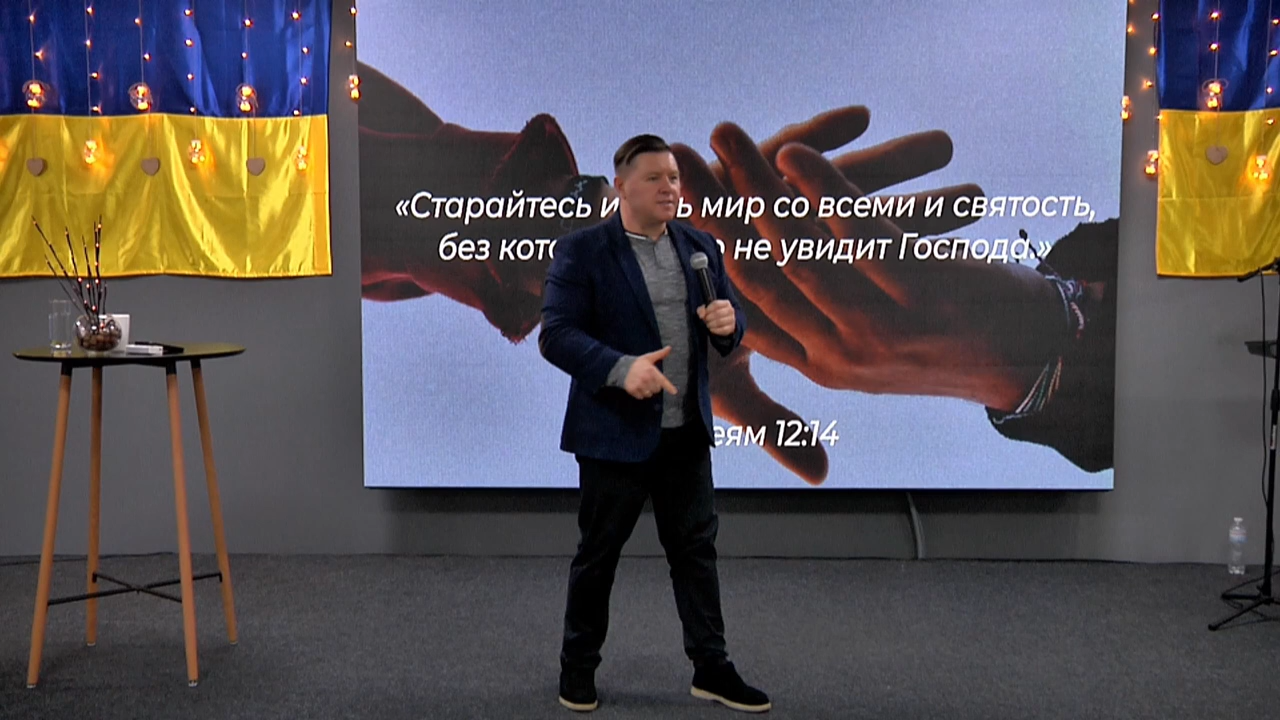 «Старайтесь мир со всеми и святость,
без не увидит Господа.»
12:14